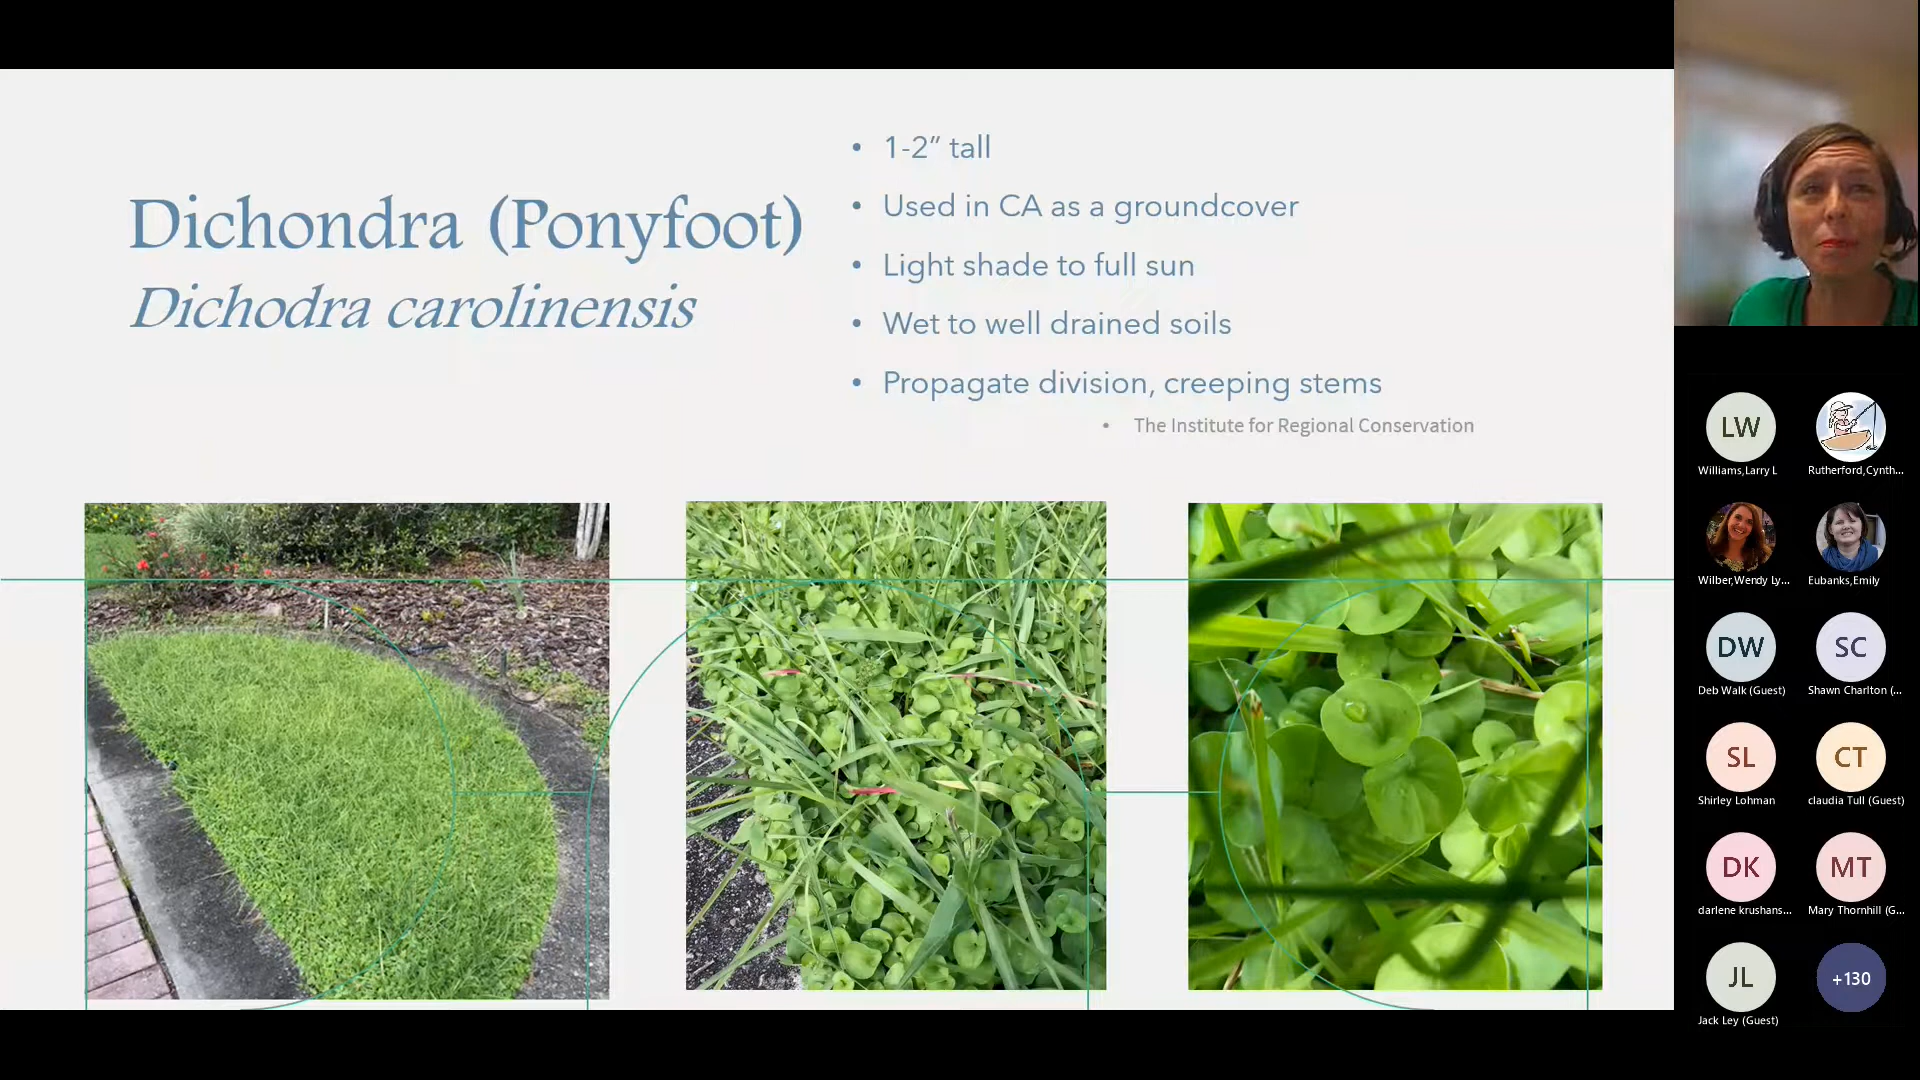 Dichondra (Ponyfoot)
Dichodra carolinensis
• 1-2” tall
• Used in CA as a groundcover
• Light shade to full sun
• Wet to well drained soils
• Propagate division, creeping stems
• The Institute for Regional Conservation
LW
Williams,Larry L
Rutherford,Cynth...
Wilber,Wendy Ly...
Eubanks,Emily
DW
Deb Walk (Guest)
SC
Shawn Charlton (...
SL
Shirley Lohman
CT
claudia Tull (Guest)
DK
darlene krushans...
MT
Mary Thornhill (G...
JL
Jack Ley (Guest)
+130